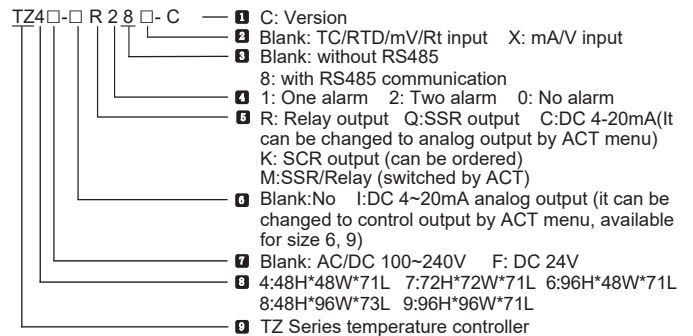 TZ4□-□R28□-C
1 C: Version
2 Blank: TC/RTD/mV/Rt input X: mA/V input
3 Blank: without RS485
8: with RS485 communication
4 1: One alarm 2: Two alarm 0: No alarm
5 R: Relay output Q:SSR output C:DC 4-20mA(It
can be changed to analog output by ACT menu)
K: SCR output (can be ordered)
M:SSR/Relay (switched by ACT)
6 Blank:No I:DC 4~20mA analog output (it can be
changed to control output by ACT menu, available
for size 6, 9)
7 Blank: AC/DC 100~240V F: DC 24V
8 4:48H*48W*71L 7:72H*72W*71L 6:96H*48W*71L
8:48H*96W*73L 9:96H*96W*71L
9 TZ Series temperature controller